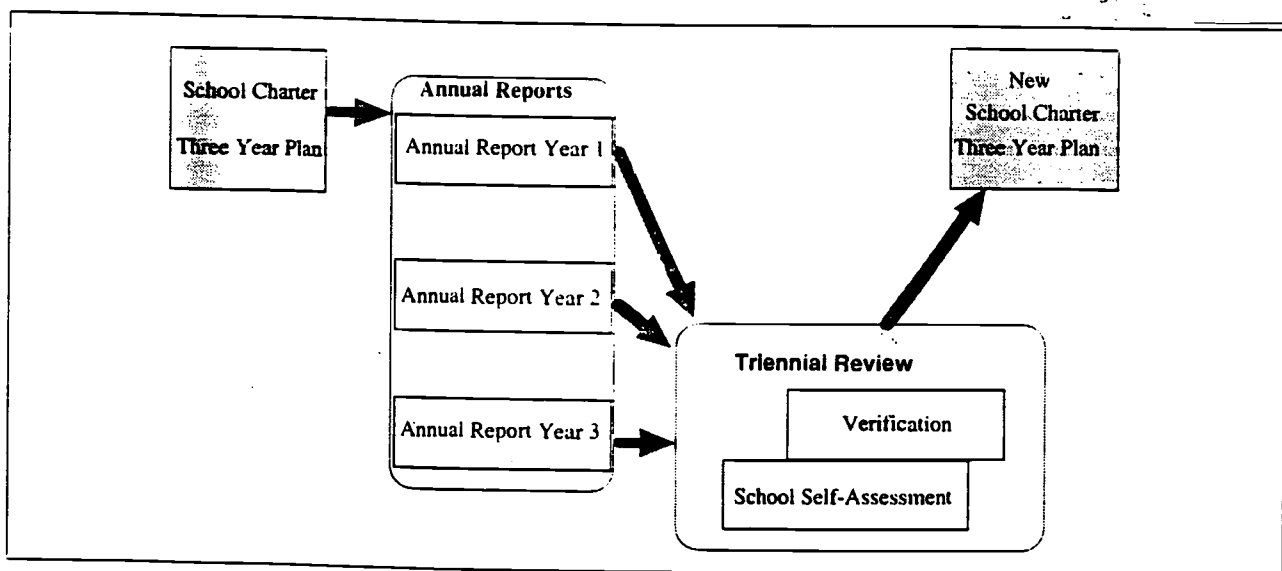 School Charter
Three Year Plan
Annual Reports
Annual Report Year 1
Annual Report Year 2
Annual Report Year 3
Triennial Review
Verification
School Self-Assessment
New
School Charter
Three Year Plan